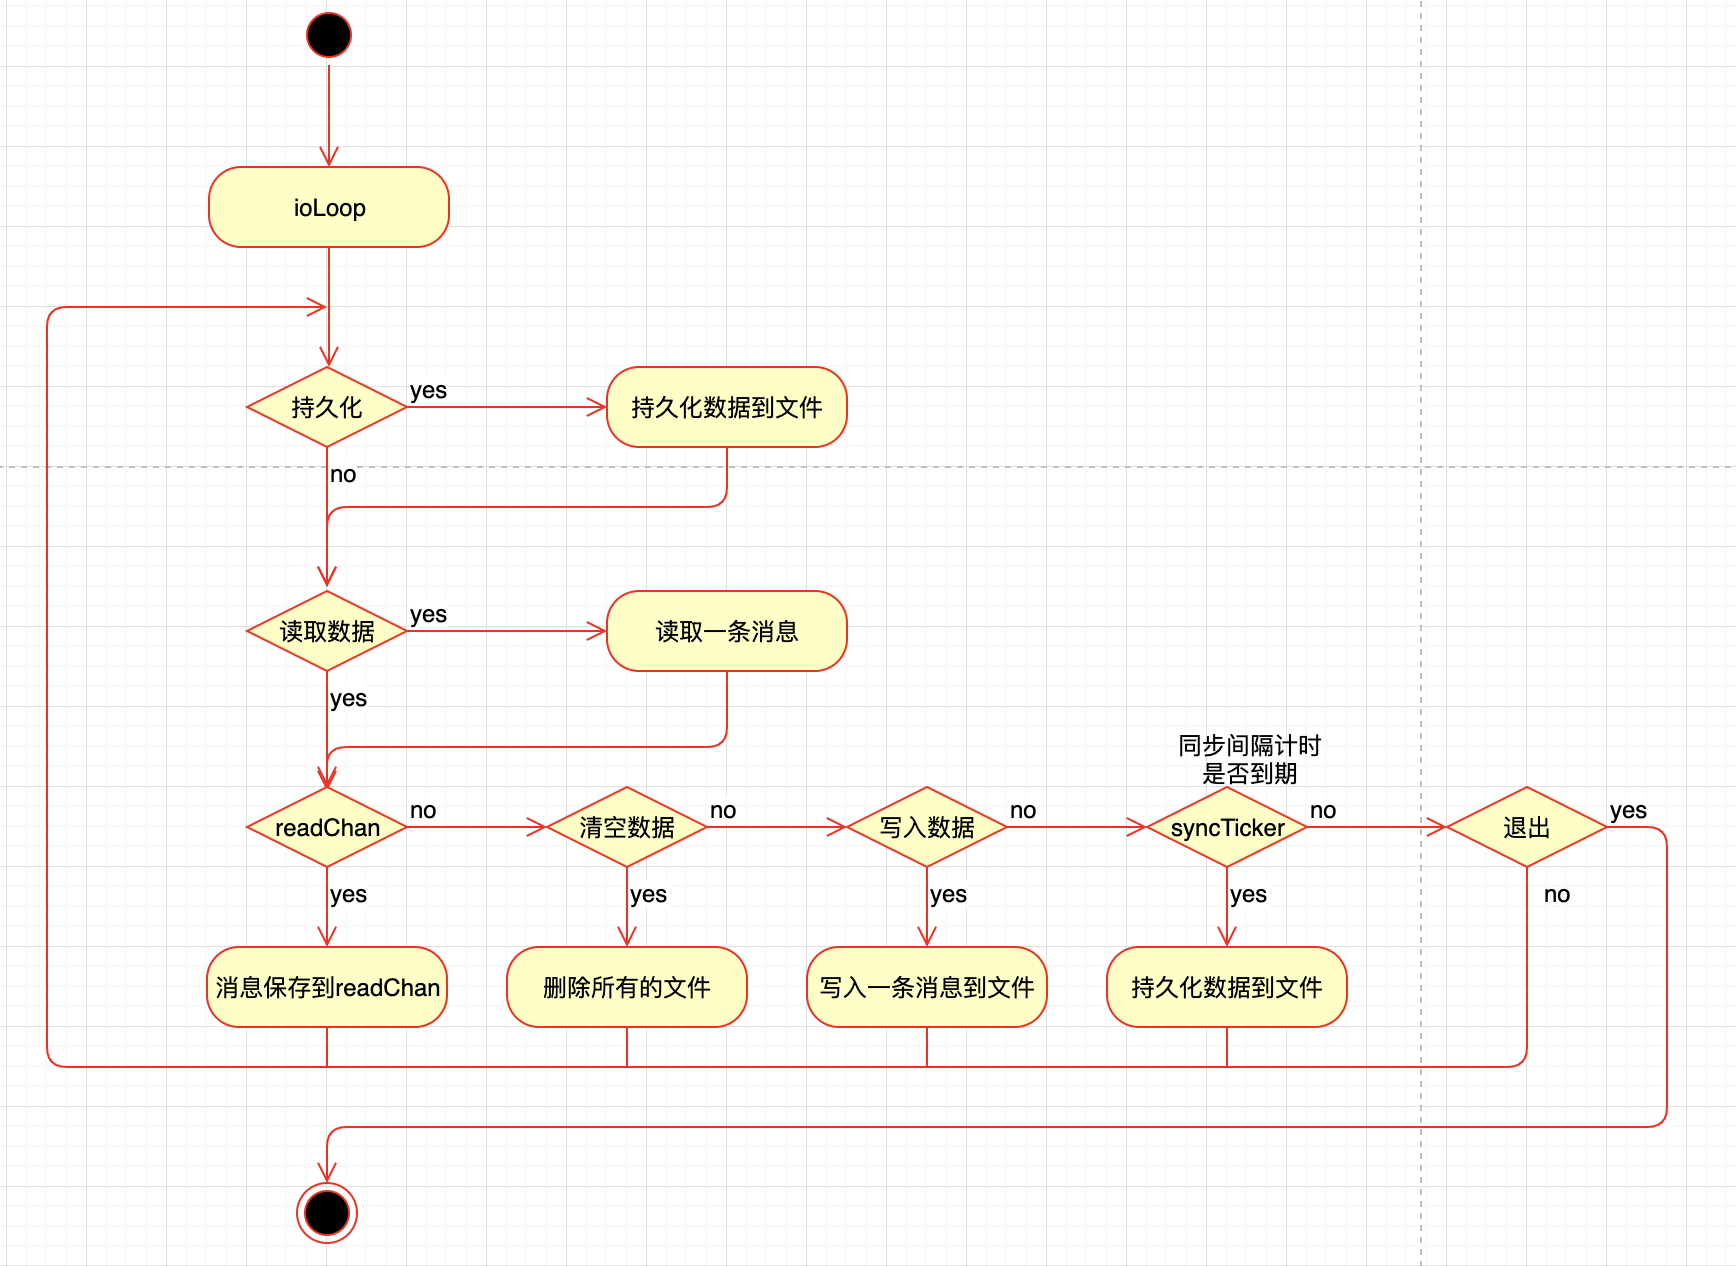 ioLoop
持久化
yes
持久化数据到文件
no
读取数据
yes
读取一条消息
yes
同步间隔计时
是否到期
readChan
no
清空数据
no
写入数据
no
syncTicker
no
退出
yes
yes
yes
yes
yes
no
消息保存到readChan
删除所有的文件
写入一条消息到文件
持久化数据到文件